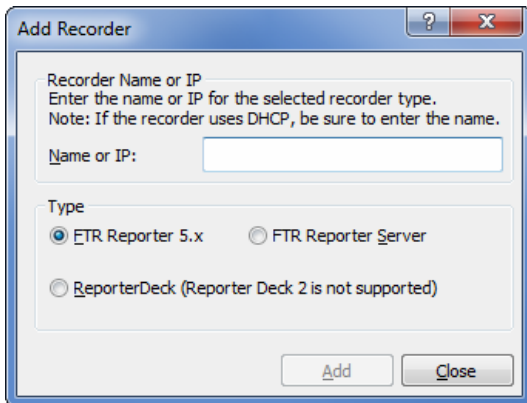 Add Recorder
?
X
Recorder Name or IP
Enter the name or IP for the selected recorder type.
Note: If the recorder uses DHCP, be sure to enter the name.
Name or IP:
Type
FTR Reporter 5.x FTR Reporter Server
ReporterDeck (Reporter Deck 2 is not supported)
Add Close